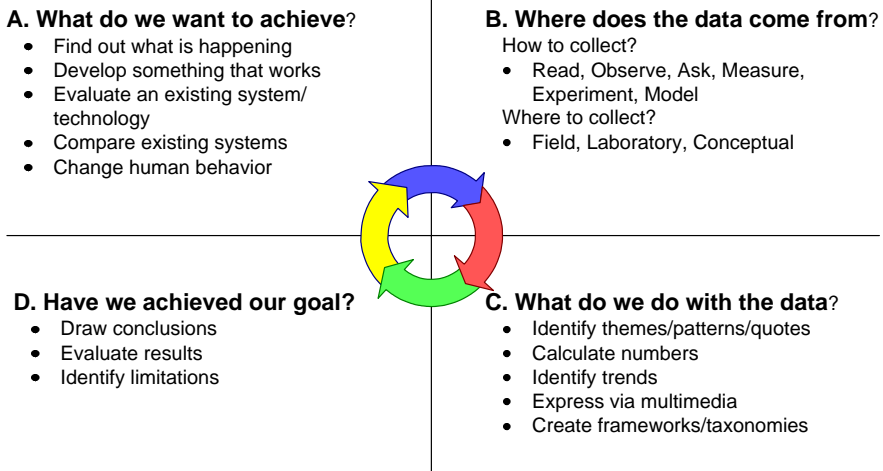 A. What do we want to achieve?
• Find out what is happening
• Develop something that works
• Evaluate an existing system/
technology
• Compare existing systems
• Change human behavior
B. Where does the data come from?
How to collect?
• Read, Observe, Ask, Measure,
Experiment, Model
Where to collect?
• Field, Laboratory, Conceptual
D. Have we achieved our goal?
• Draw conclusions
• Evaluate results
• Identify limitations
C. What do we do with the data?
• Identify themes/patterns/quotes
• Calculate numbers
• Identify trends
• Express via multimedia
• Create frameworks/taxonomies